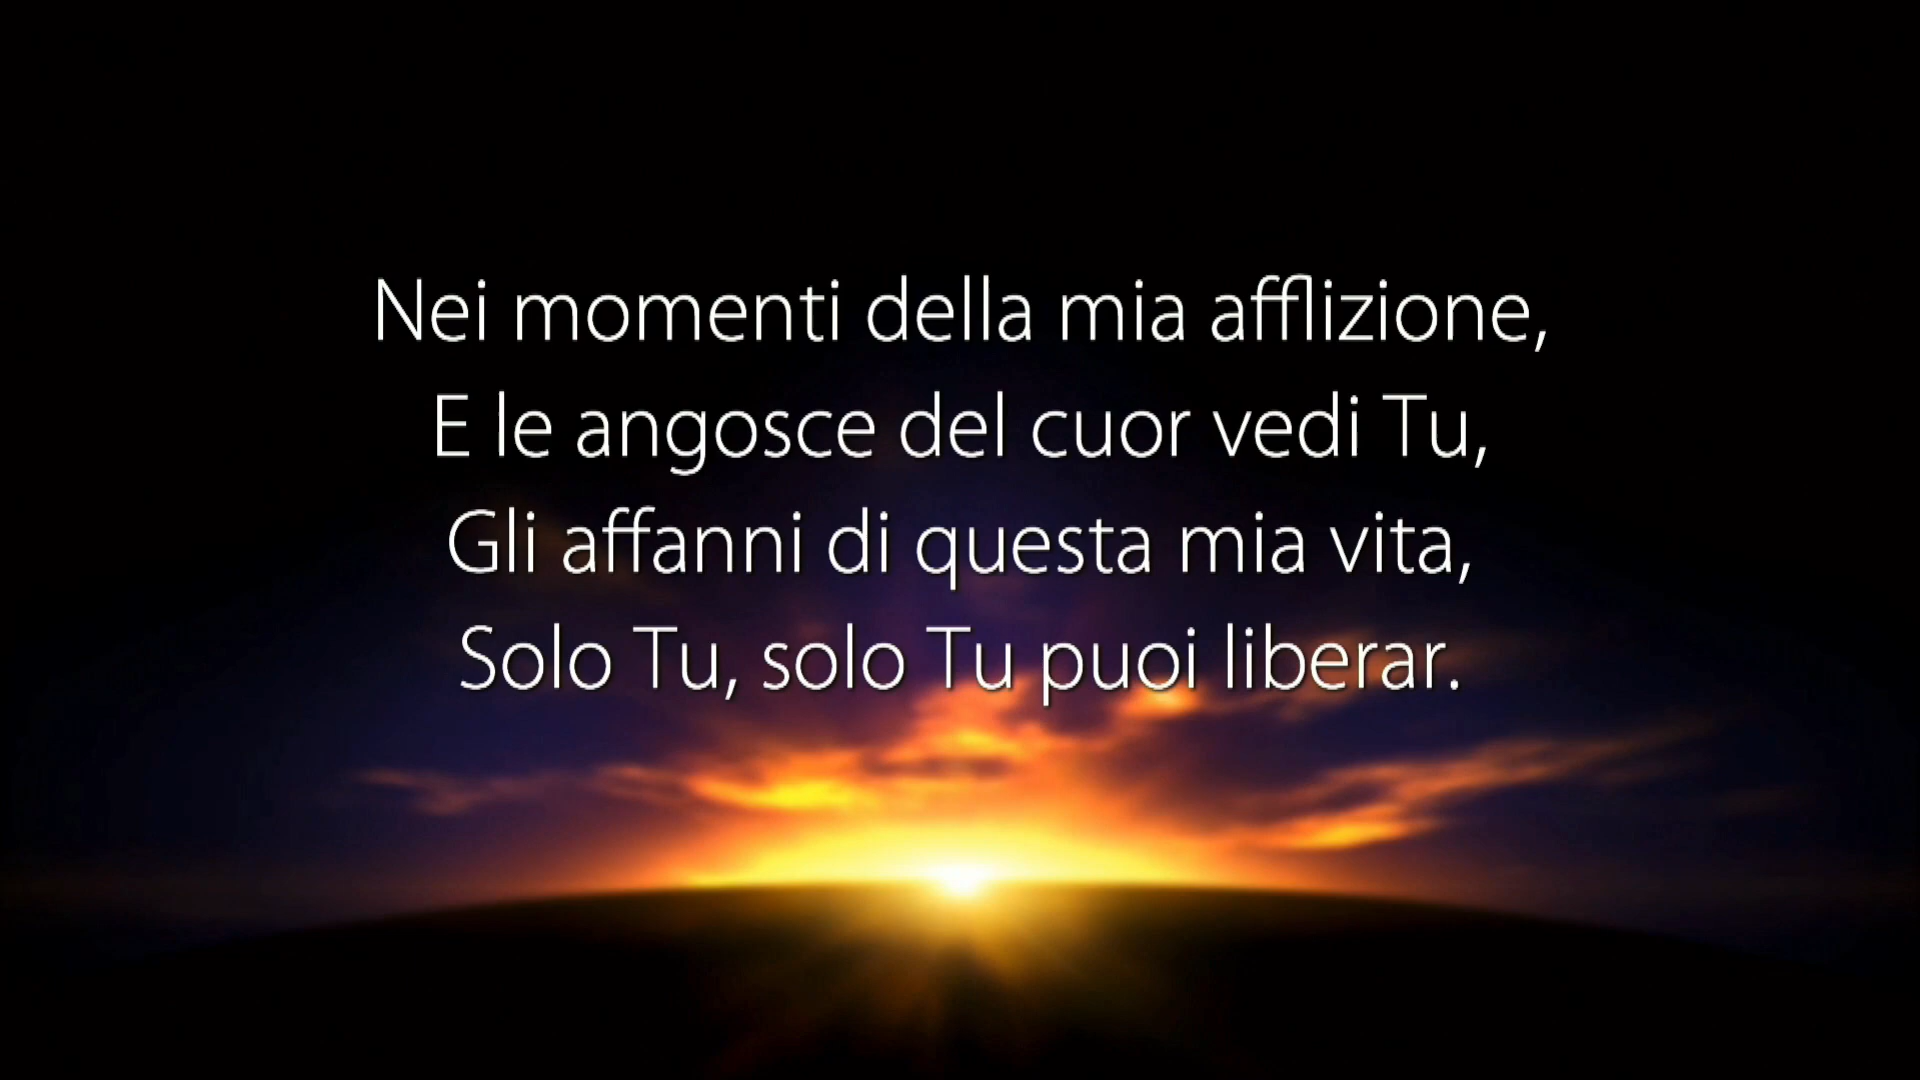 Nei momenti della mia afflizione,
E le angosce del cuor vedi Tu,
Gli affanni di questa mia vita,
Solo Tu, solo Tu puoi liberar.